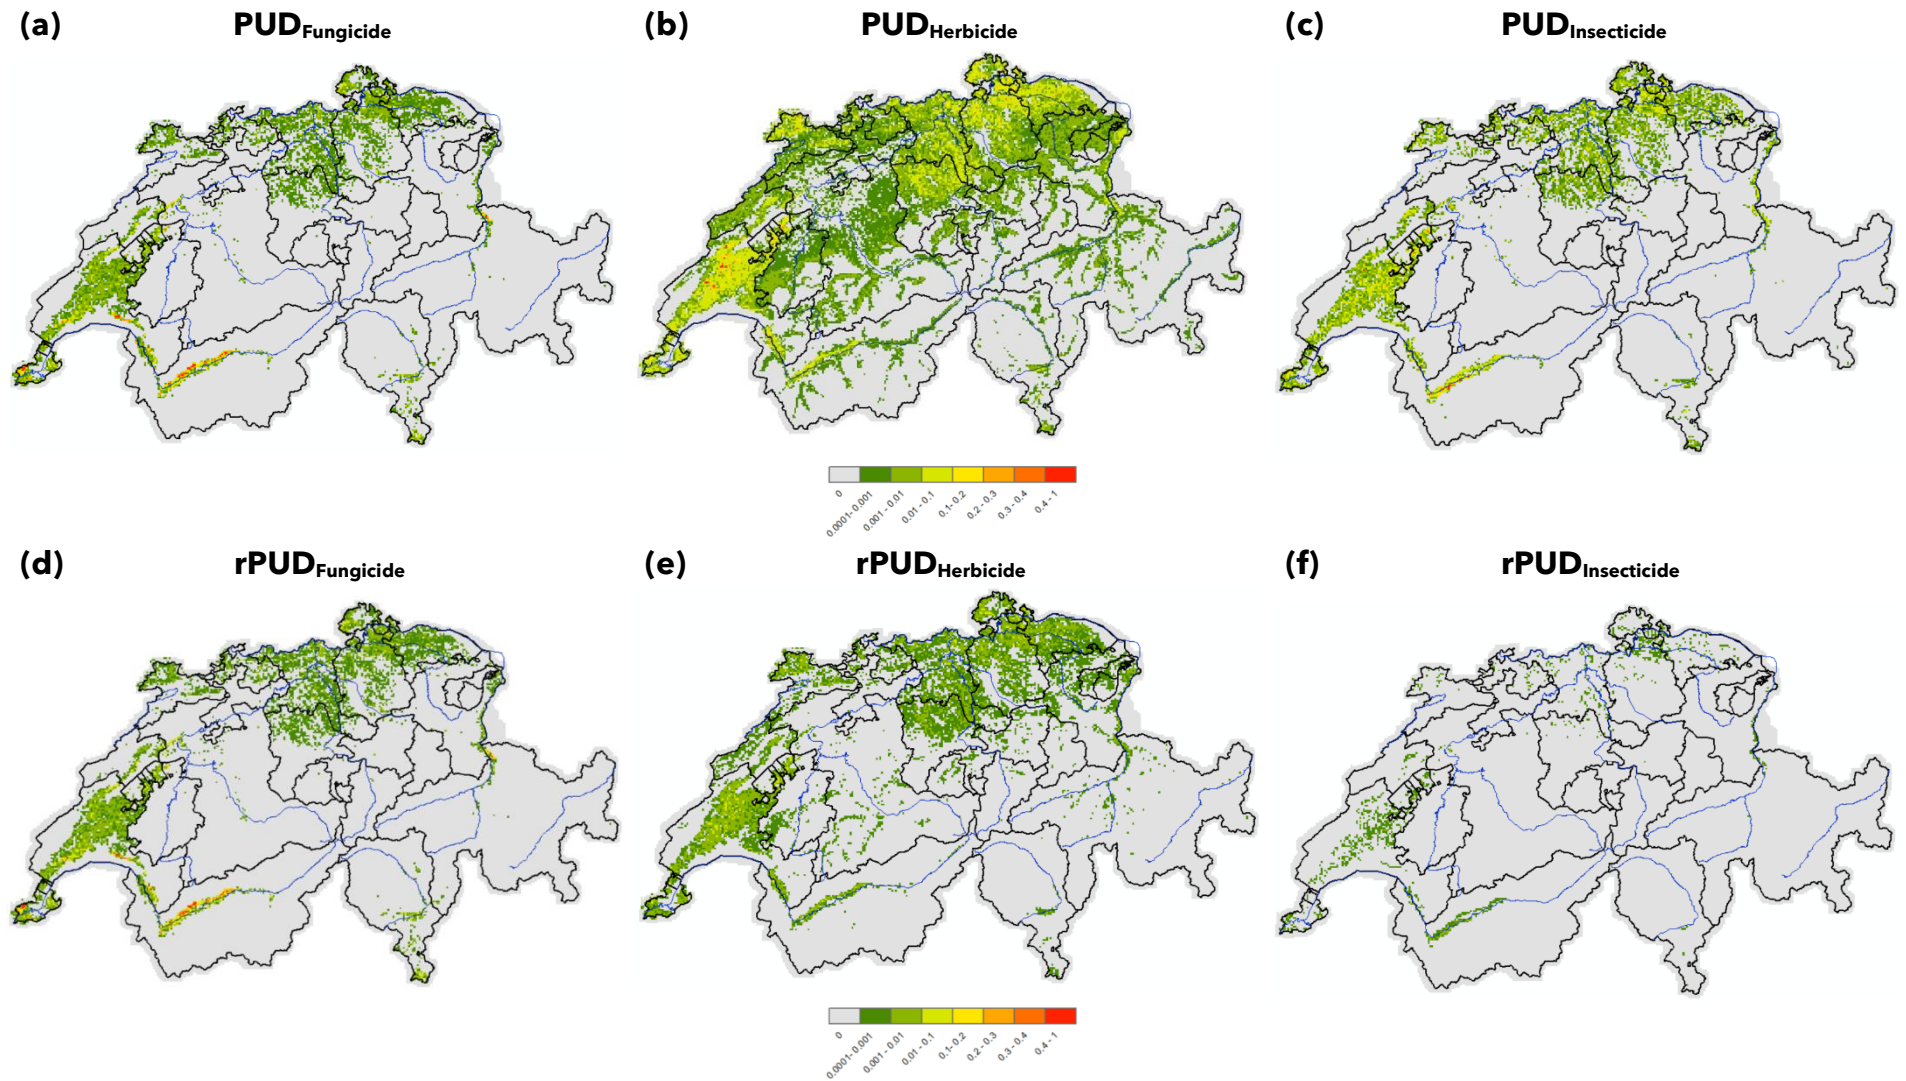 (a) PUDFungicide
(b) PUDHerbicide
(c) PUDInsecticide
0
0.0001- 0.001
0.001 - 0.01
0.01 - 0.1
0.1- 0.2
0.2 - 0.3
0.3 - 0.4
0.4 - 1
(d) rPUDFungicide
(e) rPUDHerbicide
(f) rPUDInsecticide
0
0.0001- 0.001
0.001 - 0.01
0.01 - 0.1
0.1- 0.2
0.2 - 0.3
0.3 - 0.4
0.4 - 1